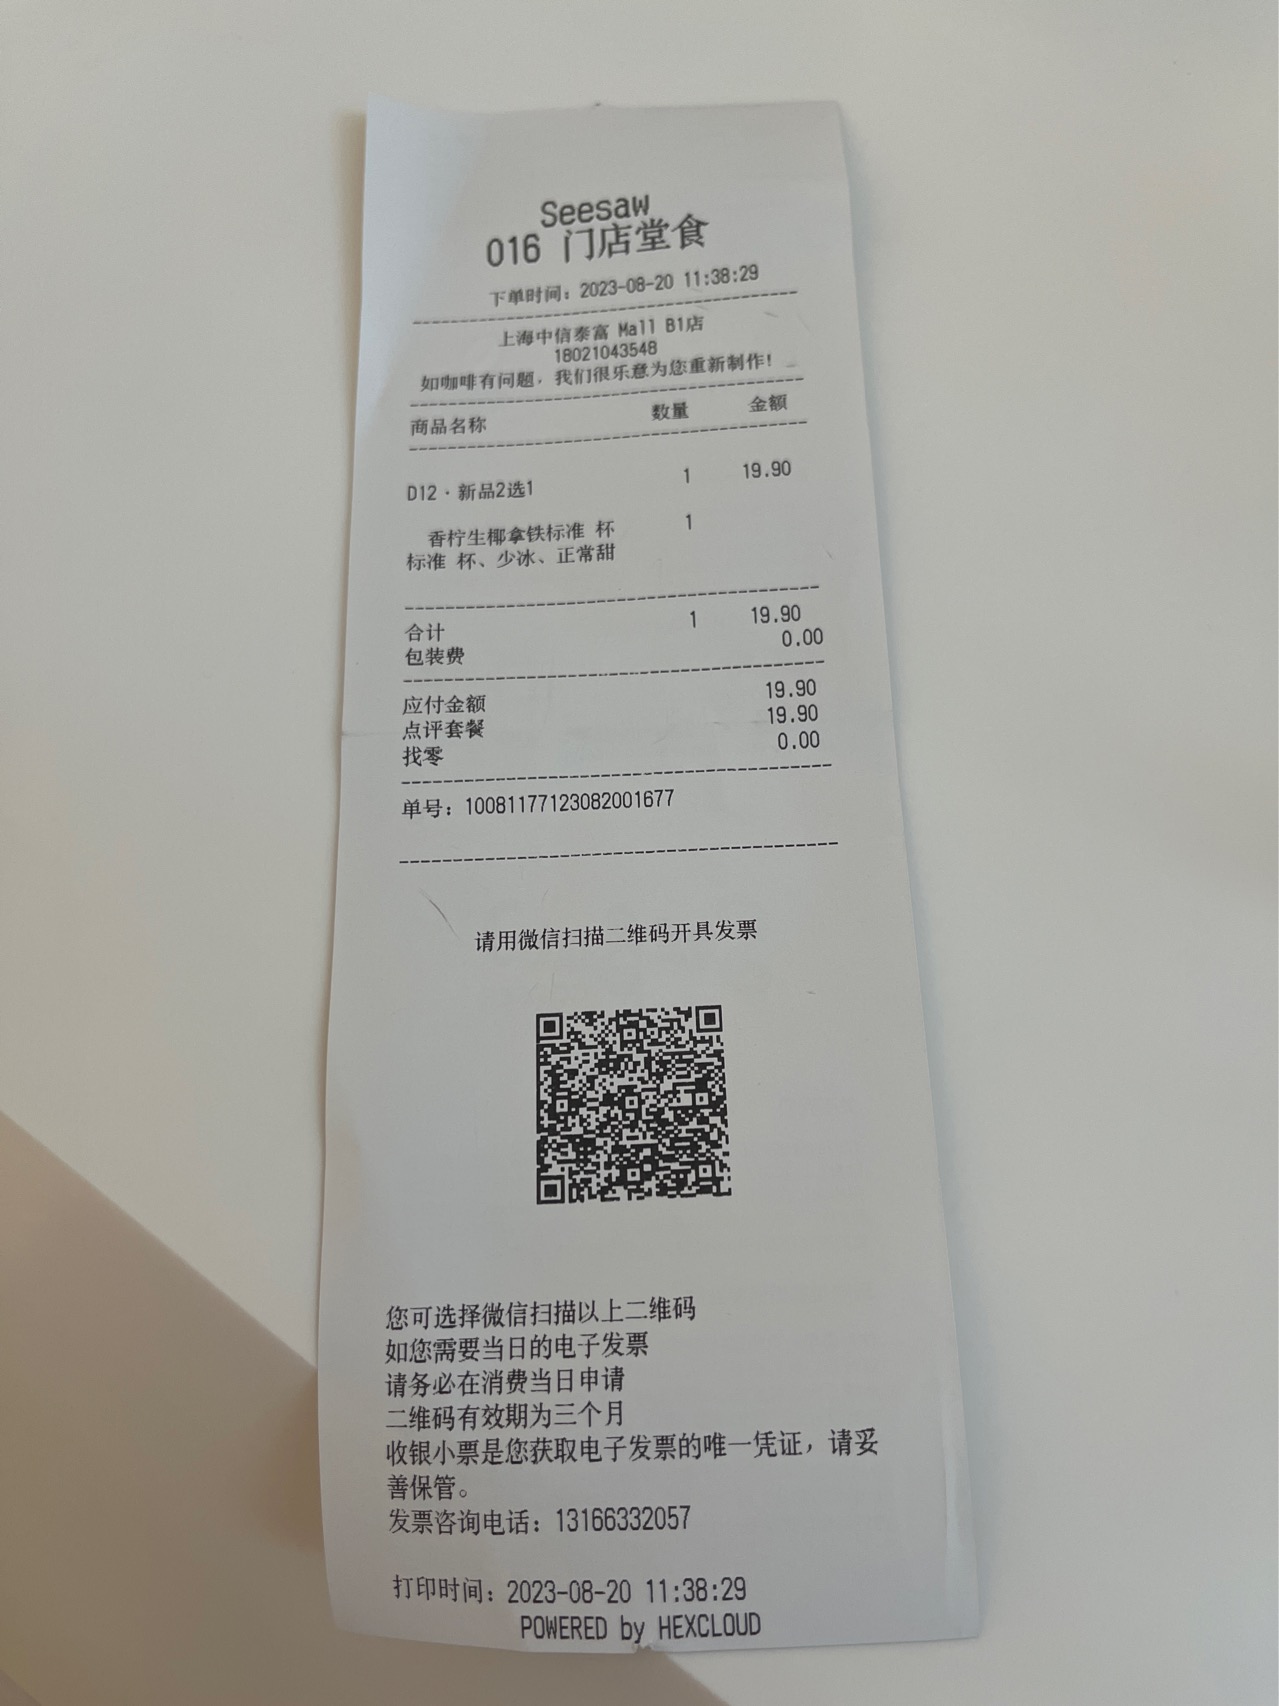 Seesaw
016 门店堂食
下单时间：2023-08-20 11:38:29
上海中信泰富 Mall B1店
18021043548
如咖啡有问题，我们很乐意为您重新制作！
商品名称 数量 金额
D12·新品2选1 1 19.90
香柠生椰拿铁标准 杯 1
标准 杯、少冰、正常甜
合计 1 19.90
包装费 0.00
应付金额 19.90
点评套餐 19.90
找零 0.00
单号：10081177123082001677
请用微信扫描二维码开具发票
您可选择微信扫描以上二维码
如您需要当日的电子发票
请务必在消费当日申请
二维码有效期为三个月
收银小票是您获取电子发票的唯一凭证，请妥
善保管。
发票咨询电话：13166332057
打印时间：2023-08-20 11:38:29
POWERED by HEXCLOUD